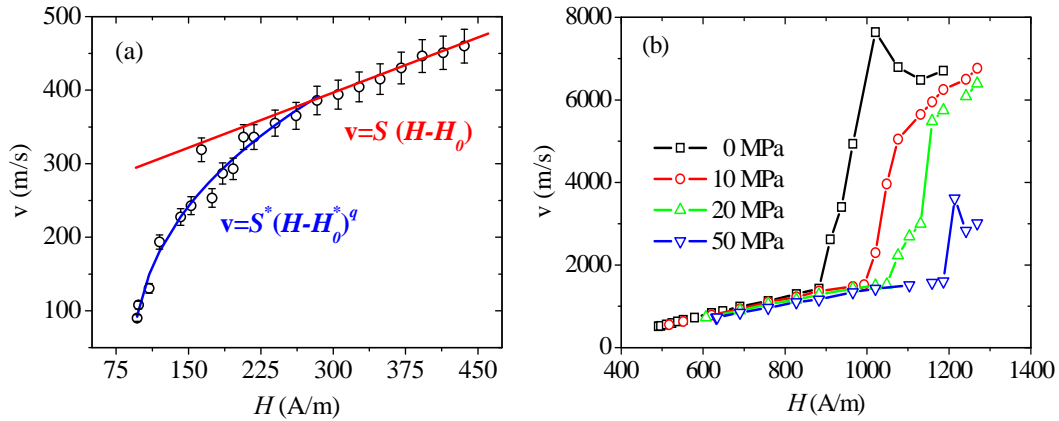 (a)
v (m/s)
500
400
300
200
100
v=S (H-H₀)
v=S*(H-H*₀)^q
75 150 225 300 375 450
H (A/m)
(b)
v (m/s)
8000
6000
4000
2000
0
0 MPa
10 MPa
20 MPa
50 MPa
400 600 800 1000 1200 1400
H (A/m)